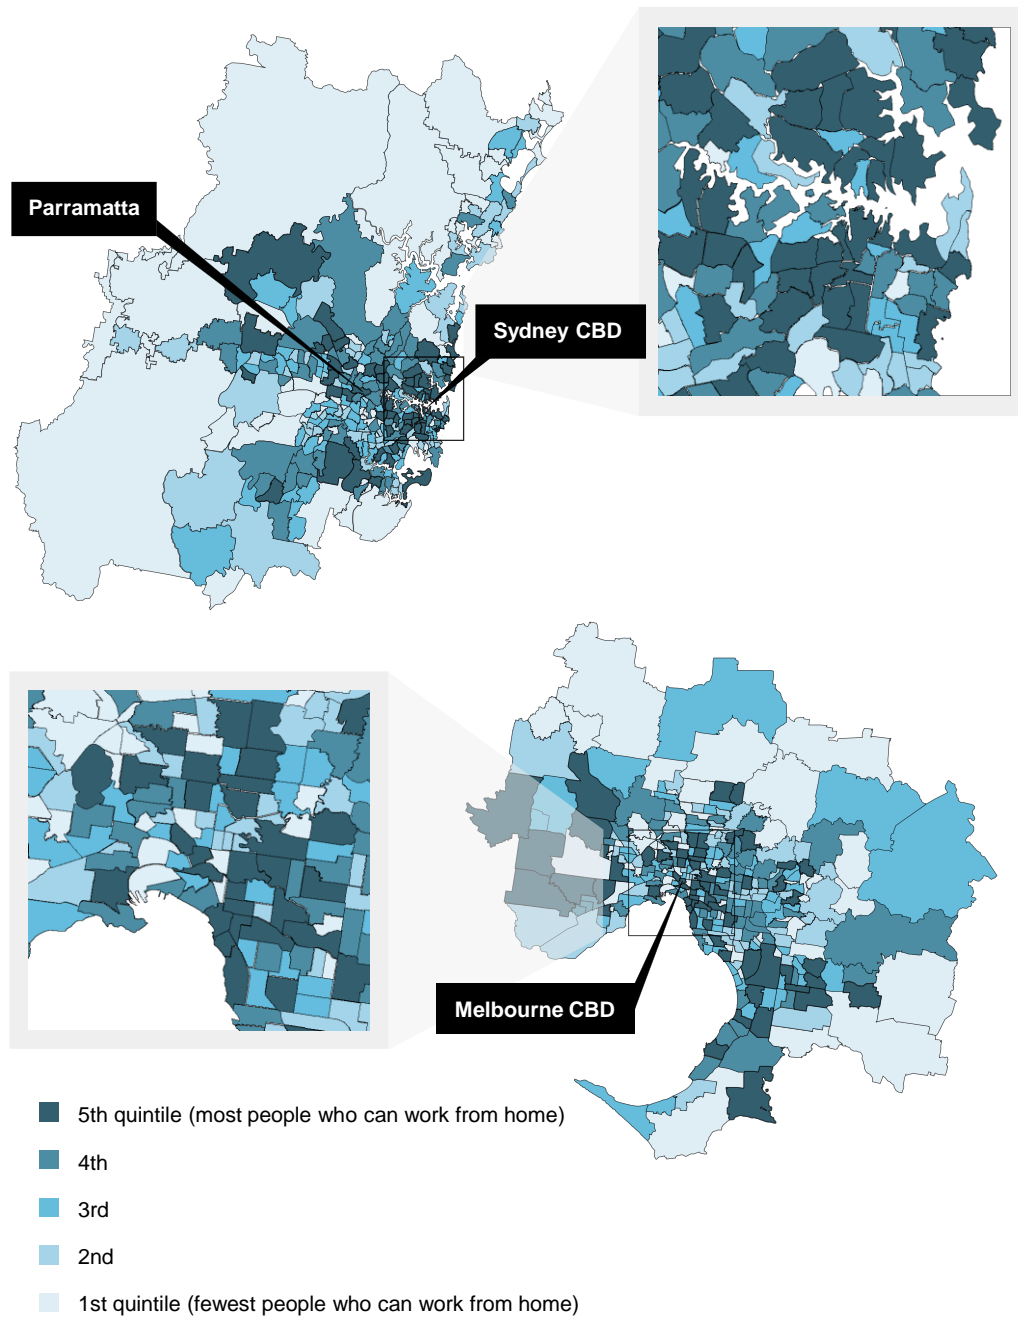 Parramatta
Sydney CBD
Melbourne CBD
5th quintile (most people who can work from home)
4th
3rd
2nd
1st quintile (fewest people who can work from home)